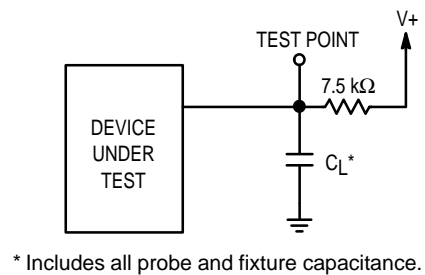 V+
TEST POINT
7.5 kΩ
DEVICE
UNDER
TEST
CL*
* Includes all probe and fixture capacitance.